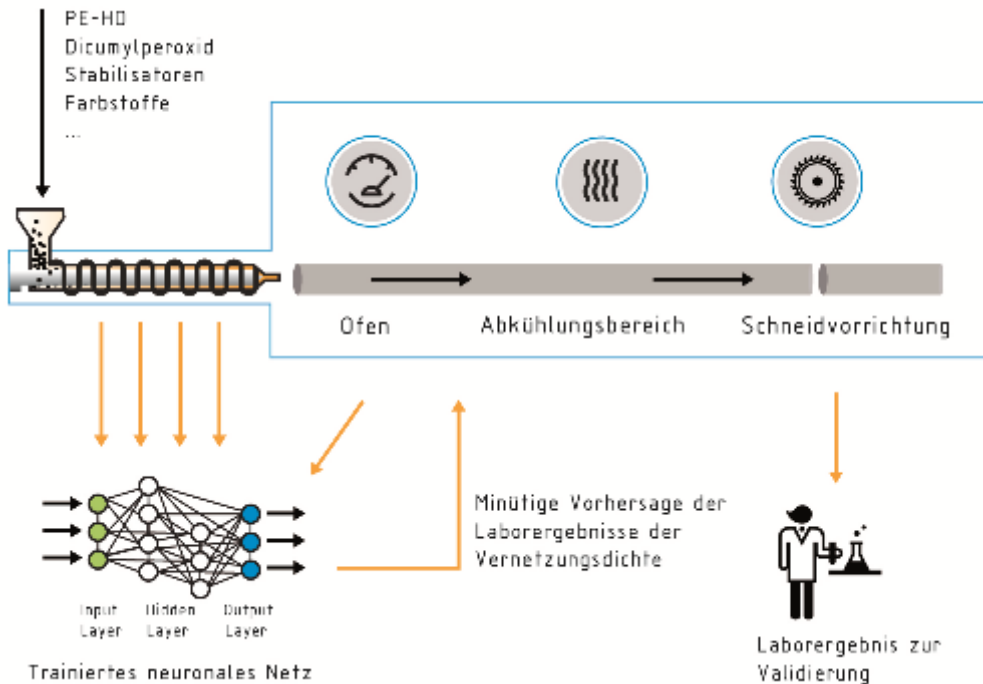 PE-HD
Dicumylperoxid
Stabilisatoren
Farbstoffe
...
Ofen
Abkühlungsbereich
Schneidvorrichtung
Minütige Vorhersage der
Laborergebnisse der
Vernetzungsdichte
Input
Layer
Hidden
Layer
Output
Layer
Trainiertes neuronales Netz
Laborergebnis zur
Validierung